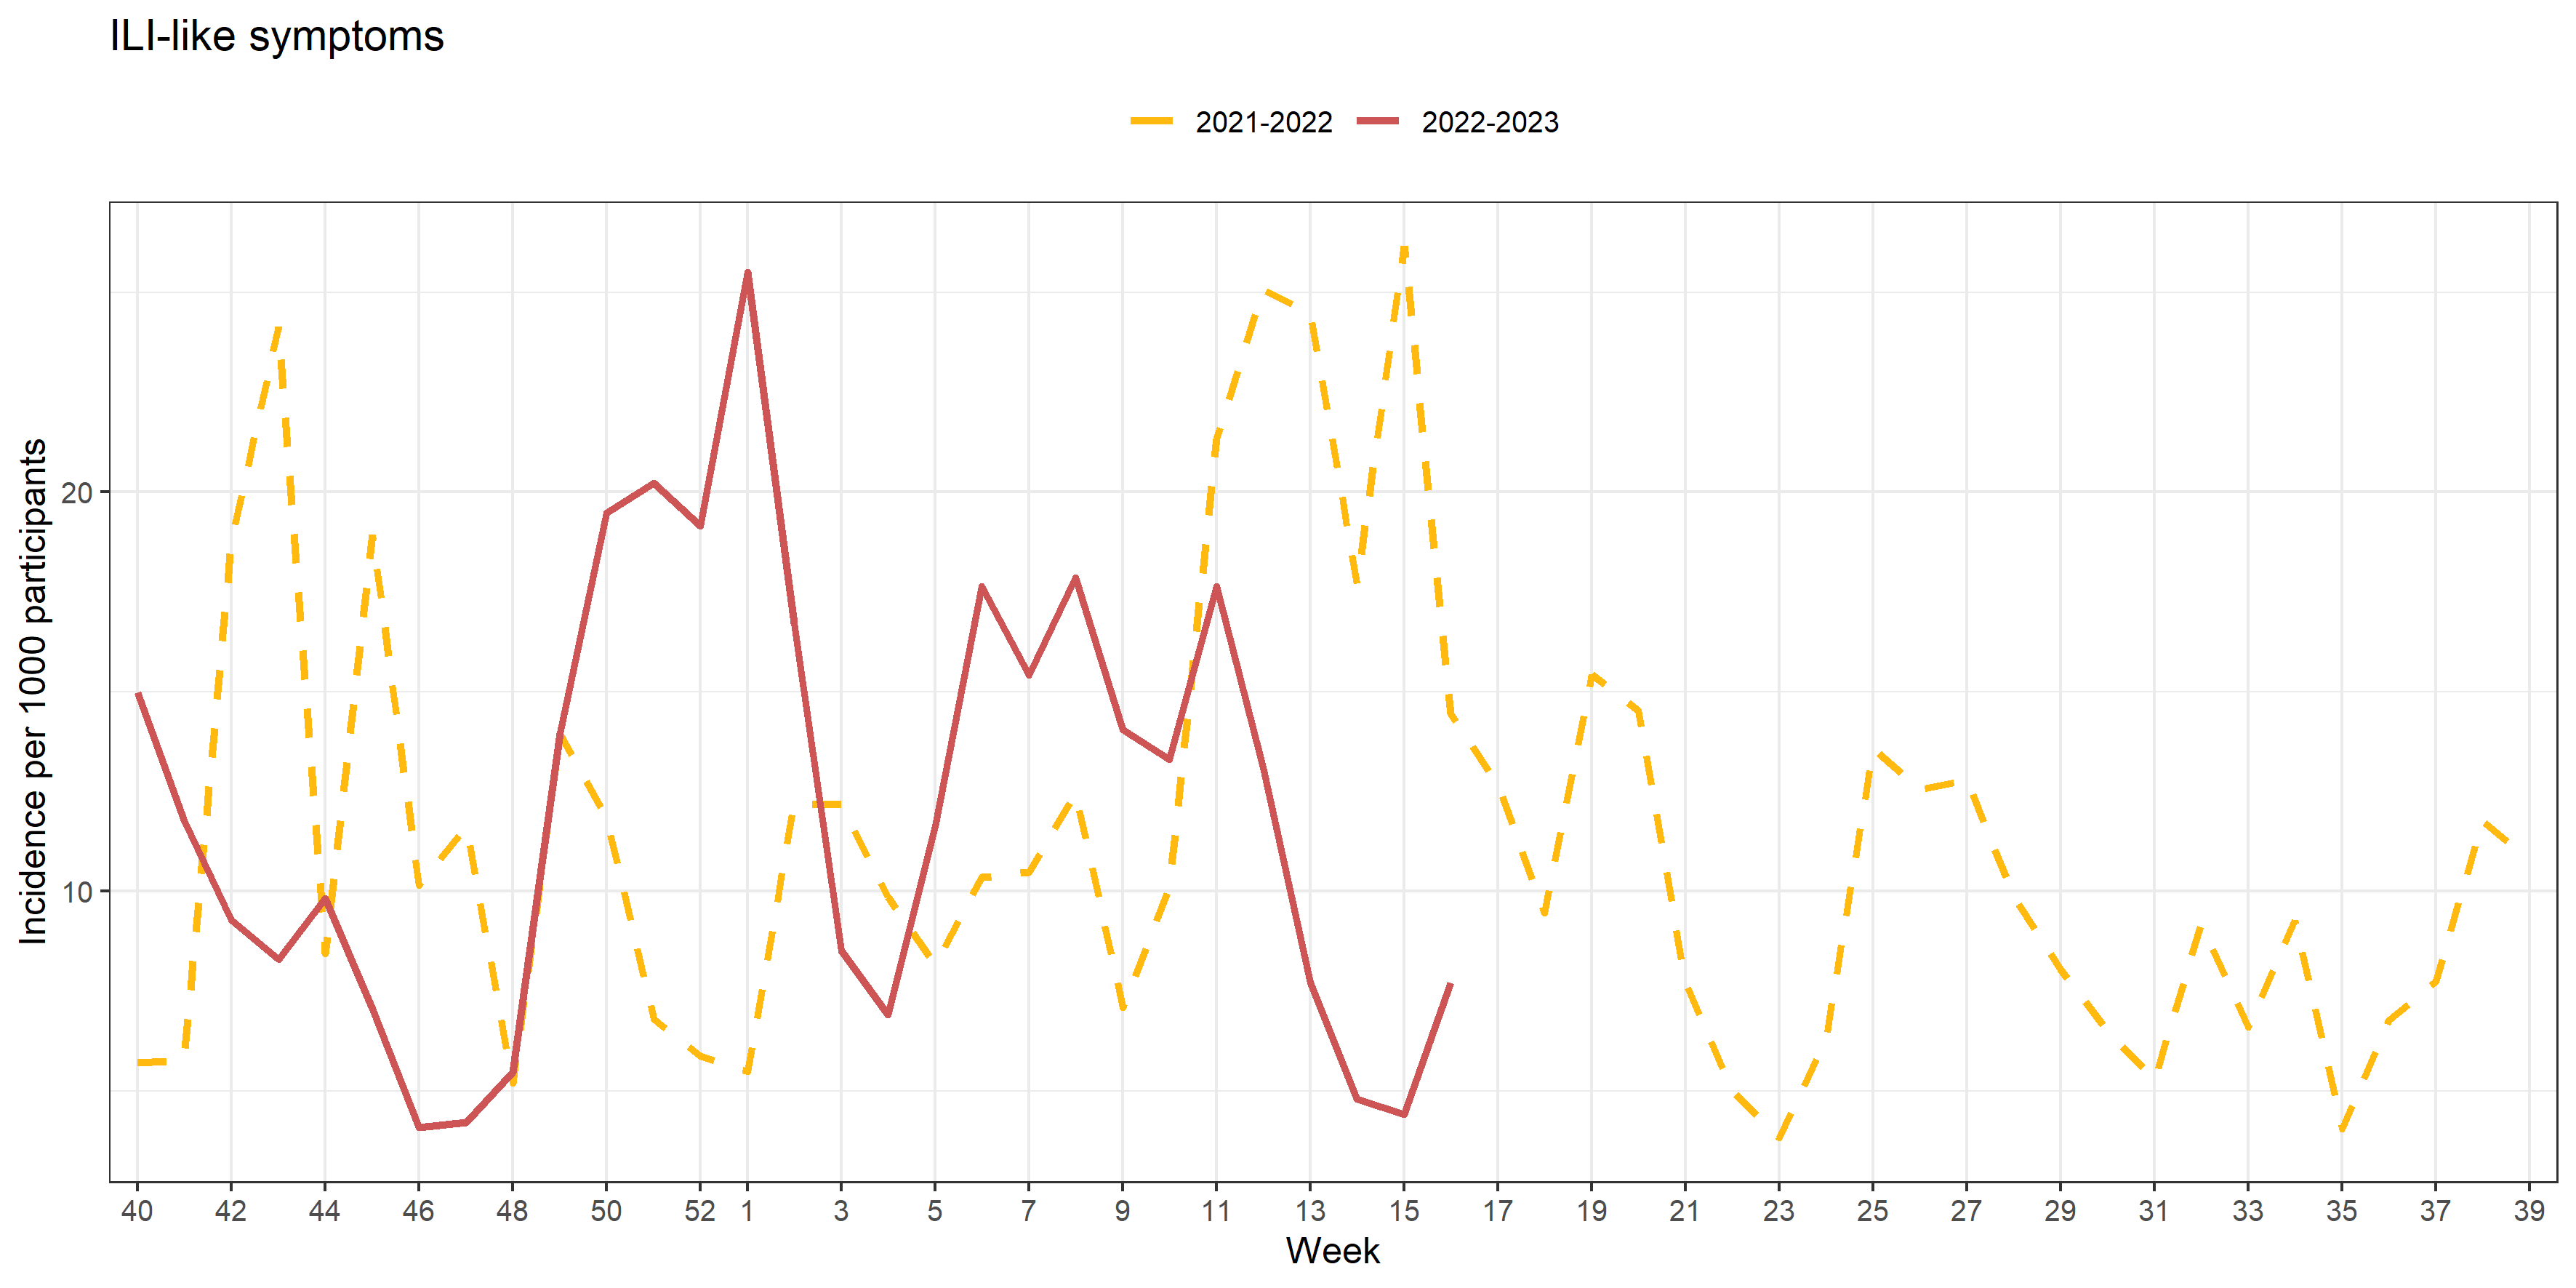 ILI-like symptoms
2021-2022 2022-2023
Incidence per 1000 participants
20
10
40 42 44 46 48 50 52 1 3 5 7 9 11 13 15 17 19 21 23 25 27 29 31 33 35 37 39
Week